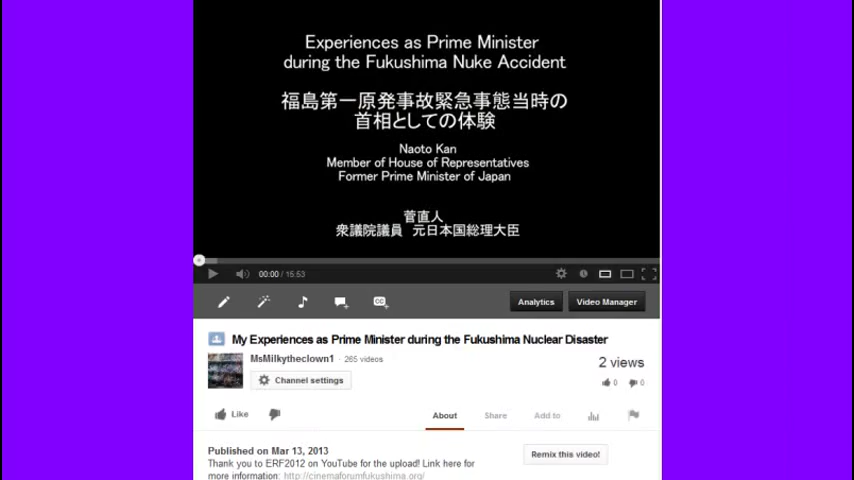 Experiences as Prime Minister
during the Fukushima Nuke Accident
福島第一原発事故緊急事態当時の
首相としての体験
Naoto Kan
Member of House of Representatives
Former Prime Minister of Japan
菅直人
衆議院議員 元日本国総理大臣
00:00 / 15:53
CC
Analytics
Video Manager
My Experiences as Prime Minister during the Fukushima Nuclear Disaster
MsMilkytheclown1 · 265 videos
2 views
Channel settings
0 0
Like
About
Share
Add to
Published on Mar 13, 2013
Remix this video!
Thank you to ERF2012 on YouTube for the upload! Link here for
more information: http://cinemaforumfukushima.org/